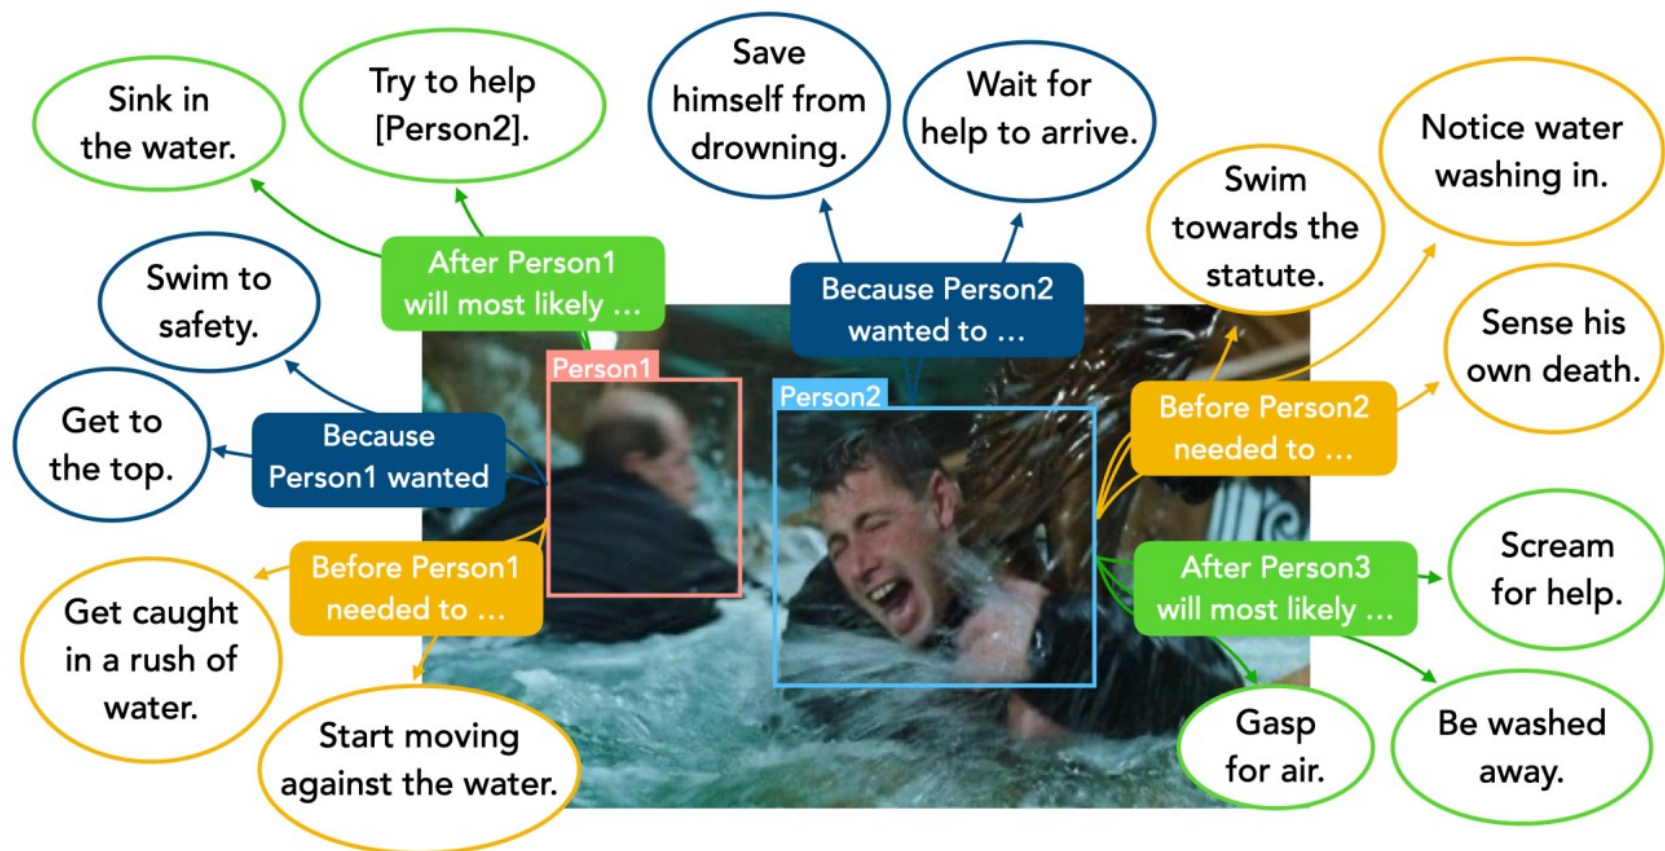 Sink in
the water.
Try to help
[Person2].
Save
himself from
drowning.
Wait for
help to arrive.
Notice water
washing in.
Swim
towards the
statute.
Sense his
own death.
After Person1
will most likely ...
Because Person2
wanted to ...
Before Person2
needed to ...
Swim to
safety.
Get to
the top.
Because
Person1 wanted
Person1
Person2
Before Person1
needed to ...
Get caught
in a rush of
water.
Start moving
against the water.
After Person3
will most likely ...
Scream
for help.
Gasp
for air.
Be washed
away.